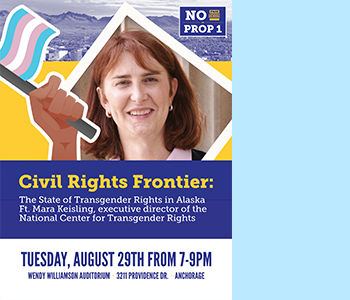 NO
PROP 1
Civil Rights Frontier:
The State of Transgender Rights in Alaska
Ft. Mara Keisling, executive director of the
National Center for Transgender Rights
TUESDAY, AUGUST 29TH FROM 7-9PM
WENDY WILLIAMSON AUDITORIUM 3211 PROVIDENCE DR. ANCHORAGE